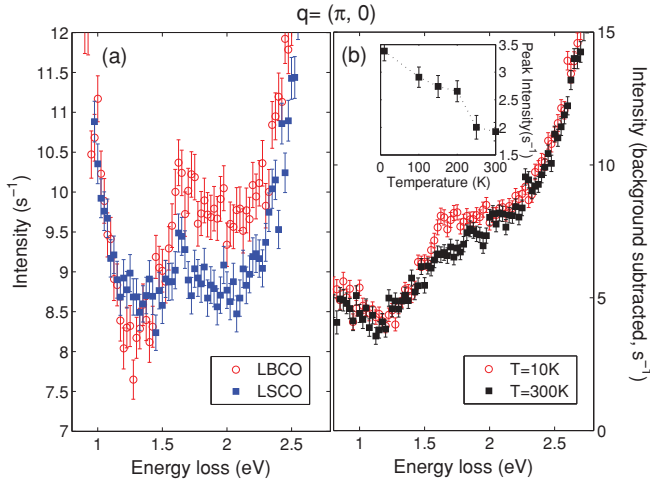 q= (π, 0)
(a)
12
11.5
11
10.5
10
9.5
9
8.5
8
7.5
7
Intensity (s⁻¹)
LBCO
LSCO
1
1.5
2
2.5
Energy loss (eV)
(b)
3.5
3
2.5
2
1.5
Peak Intensity(s⁻¹)
0
100
200
300
Temperature (K)
T=10K
T=300K
15
10
5
0
Intensity (background subtracted, s⁻¹)
1
1.5
2
2.5
Energy loss (eV)